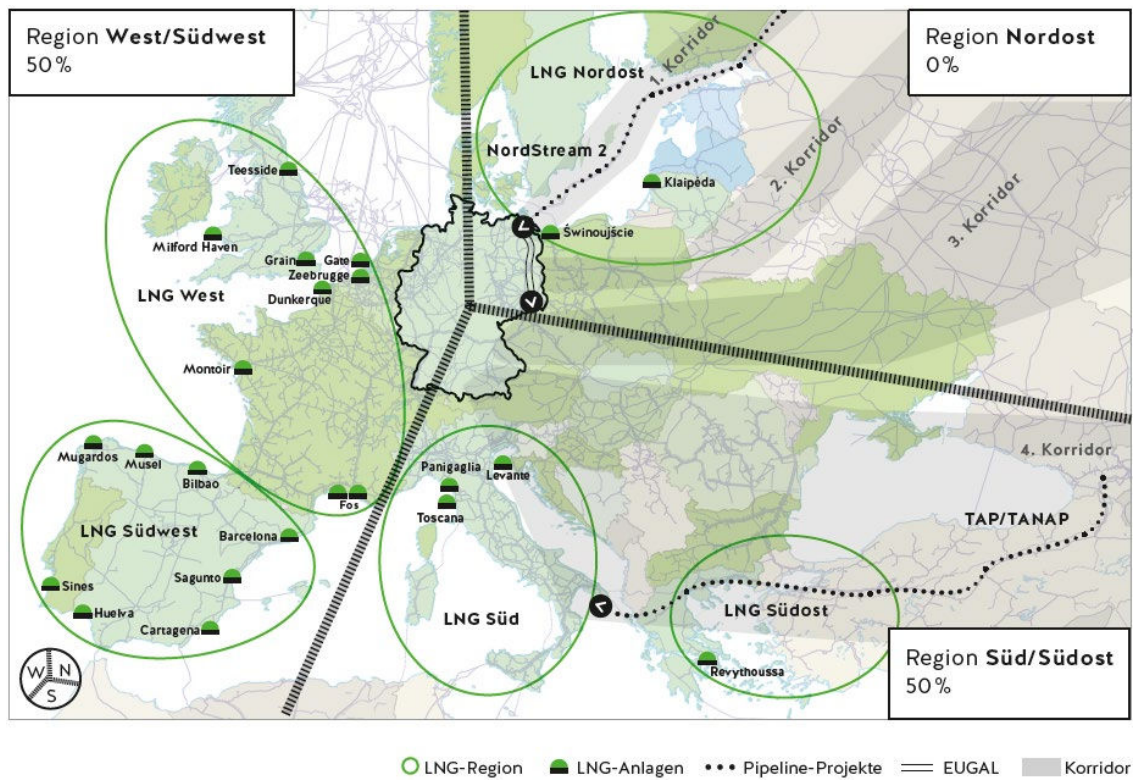 Region West/Südwest
50 %
Region Nordost
0 %
LNG Nordost
1. Korridor
NordStream 2
2. Korridor
3. Korridor
Teesside
Klaipėda
Świnoujście
Milford Haven
Grain
Gate
Zeebrugge
Dunkerque
LNG West
Montoir
Mugardos
Musel
Bilbao
4. Korridor
Panigaglia
Levante
Fos
Toscana
LNG Südwest
Barcelona
TAP/TANAP
Sagunto
Sines
Huelva
Cartagena
LNG Süd
LNG Südost
Revythoussa
Region Süd/Südost
50 %
W N
S
LNG-Region
LNG-Anlagen
Pipeline-Projekte
EUGAL
Korridor